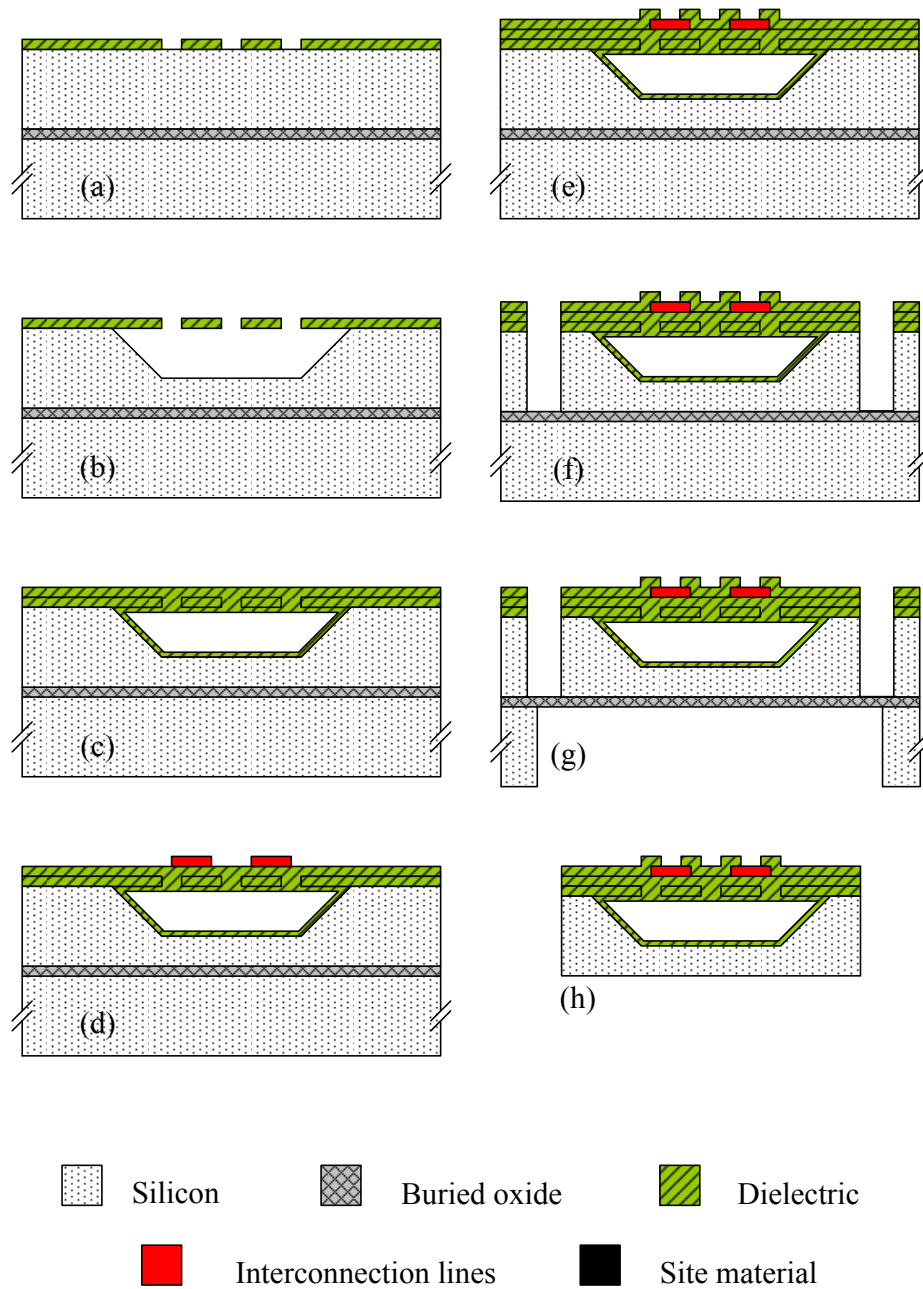 (a)
(b)
(c)
(d)
(e)
(f)
(g)
(h)
Silicon
Buried oxide
Dielectric
Interconnection lines
Site material